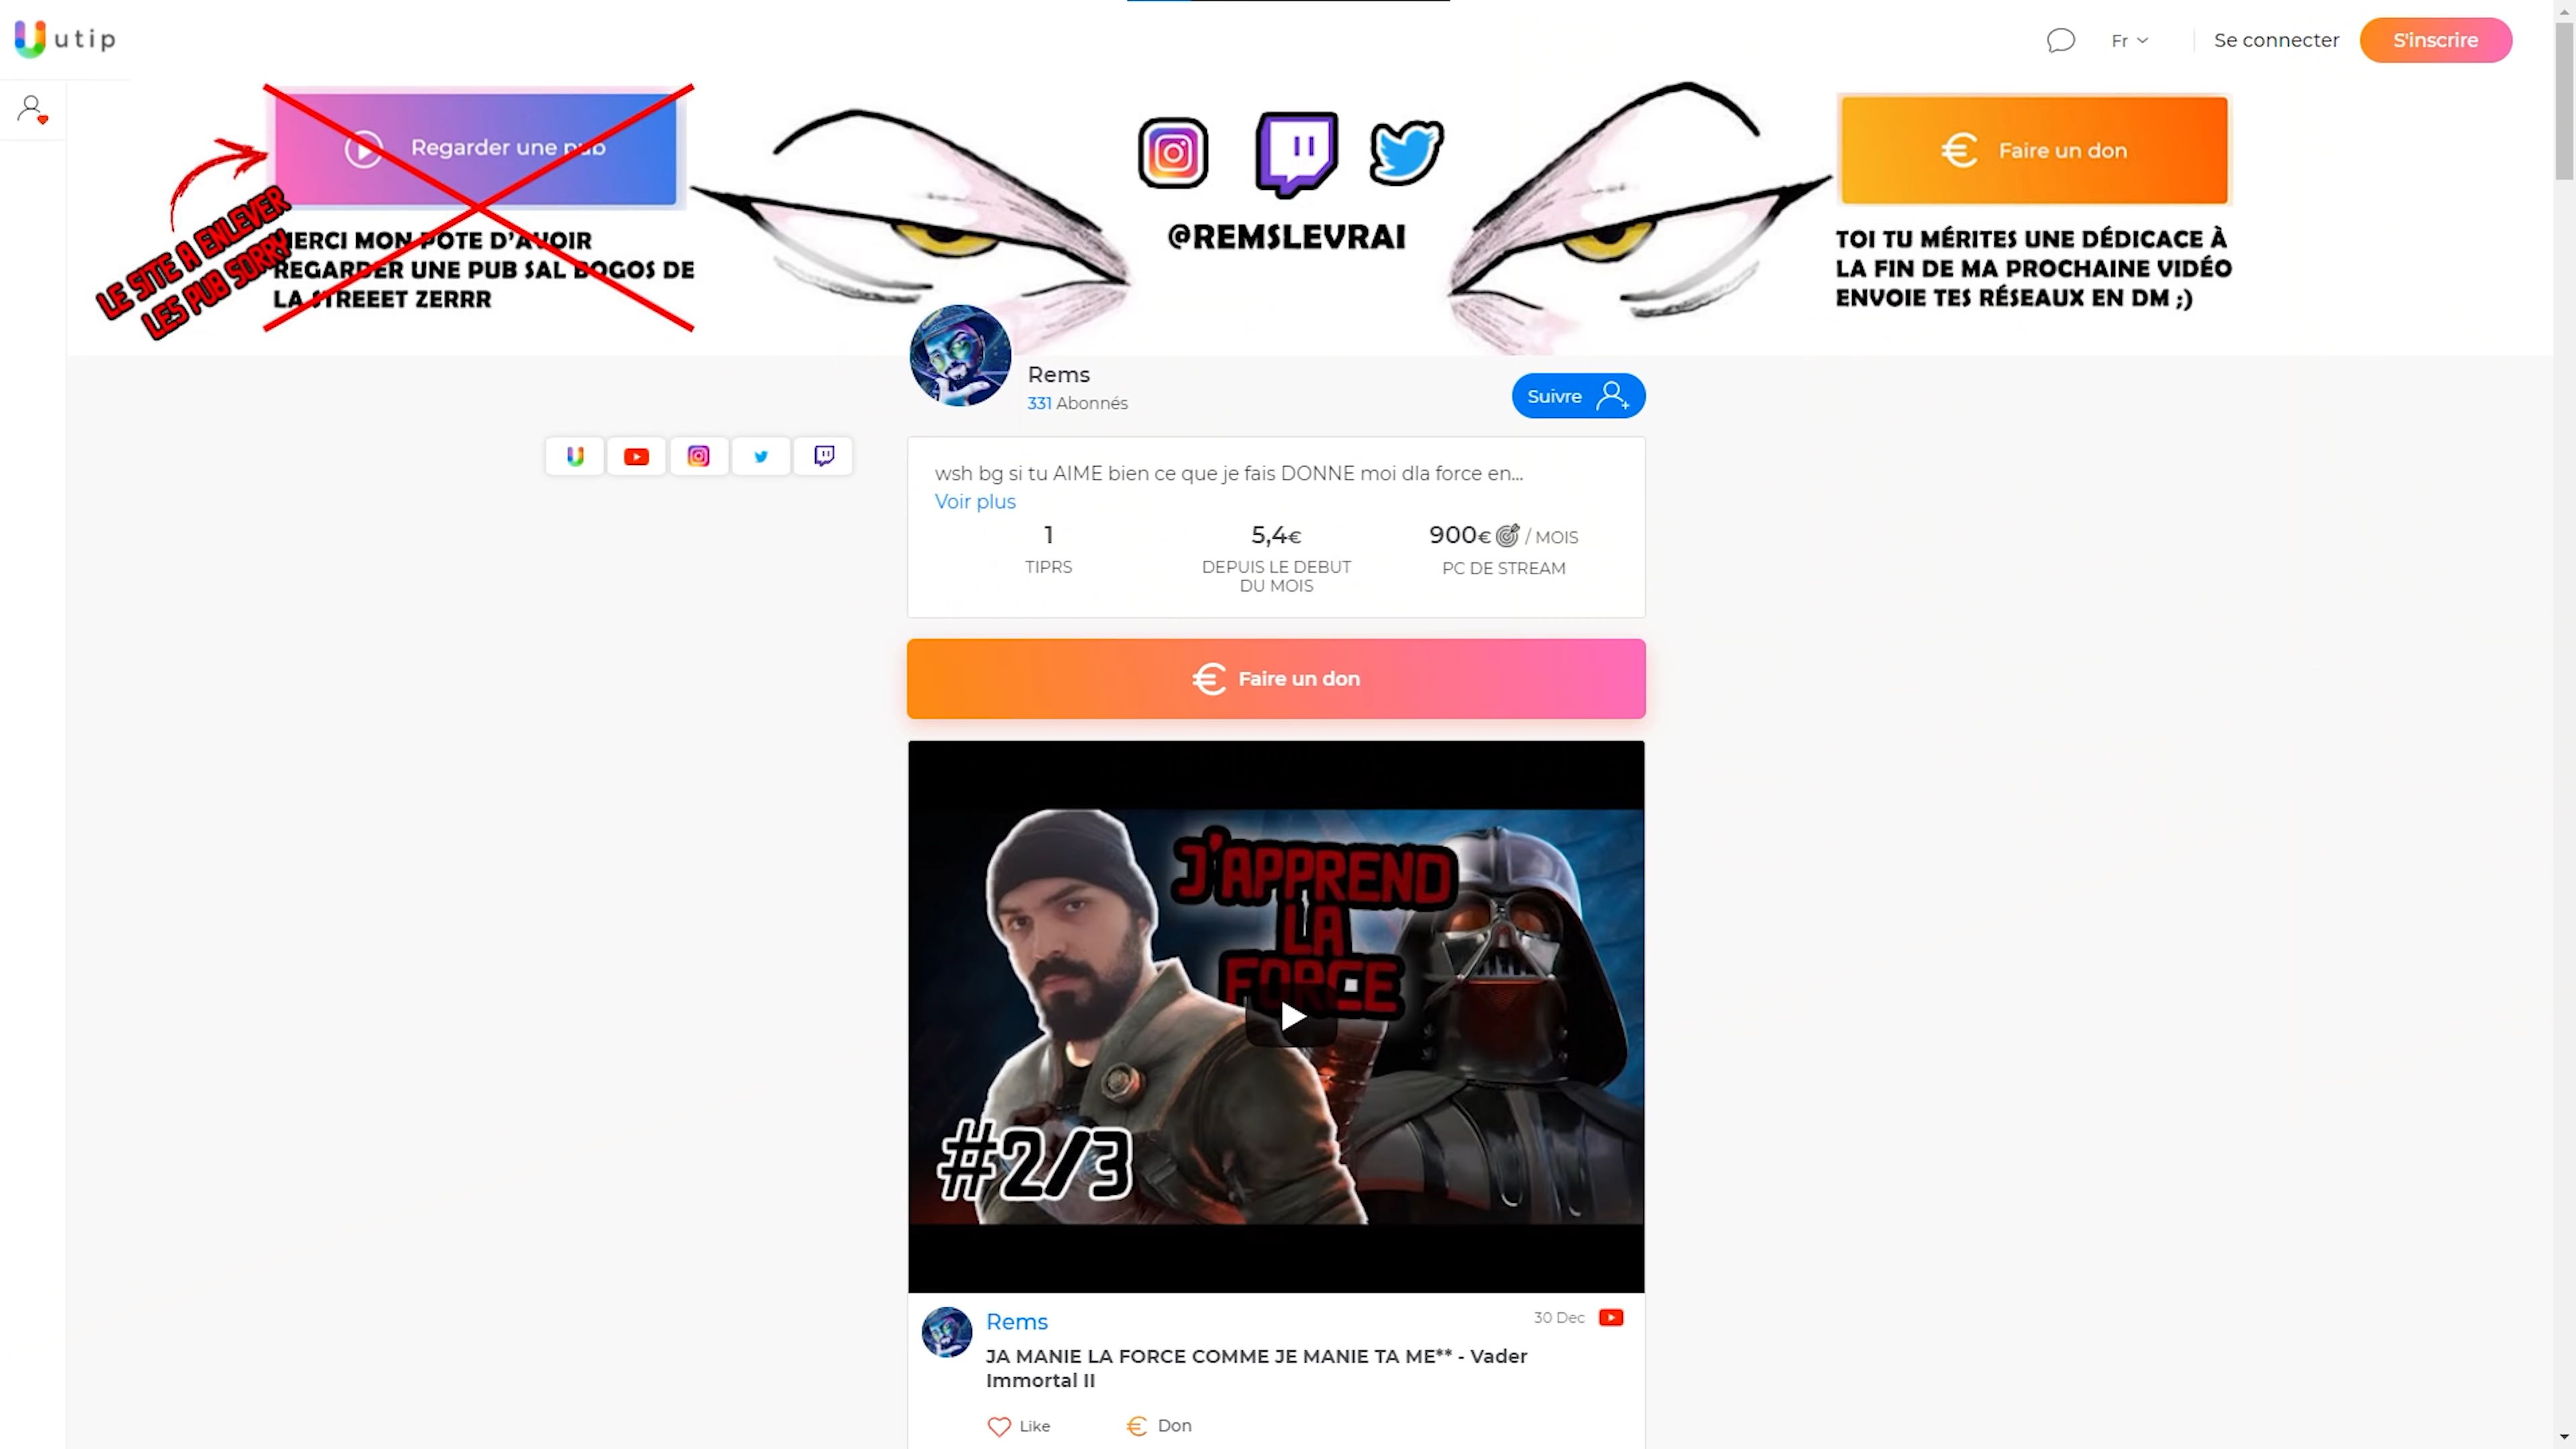 utip
Fr
Se connecter
S'inscrire
Regarder une pub
LE SITE A ENLEVER
LES PUB SORRY
MERCI MON POTE D'AVOIR
REGARDER UNE PUB SAL BOGOS DE
LA STREEET ZERRR
@REMSLEVRAI
Faire un don
TOI TU MÉRITES UNE DÉDICACE À
LA FIN DE MA PROCHAINE VIDÉO
ENVOIE TES RÉSEAUX EN DM ;)
Rems
331 Abonnés
Suivre
wsh bg si tu AIME bien ce que je fais DONNE moi dla force en...
Voir plus
1
TIPRS
5,4€
DEPUIS LE DEBUT
DU MOIS
900€ / MOIS
PC DE STREAM
€ Faire un don
J'APPREND
LA
FORCE
#2/3
Rems
30 Dec
JA MANIE LA FORCE COMME JE MANIE TA ME** - Vader
Immortal II
Like
€ Don